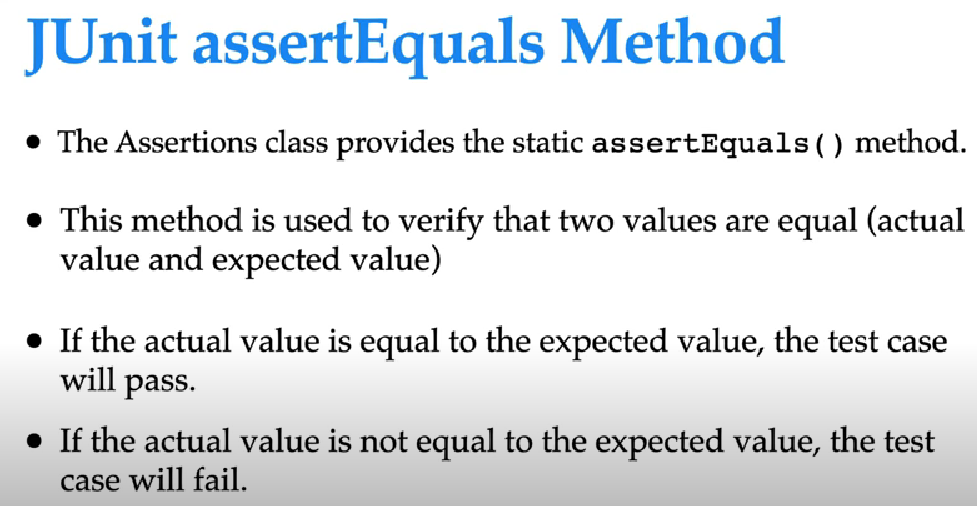 JUnit assertEquals Method
• The Assertions class provides the static assertEquals() method.
• This method is used to verify that two values are equal (actual
value and expected value)
• If the actual value is equal to the expected value, the test case
will pass.
• If the actual value is not equal to the expected value, the test
case will fail.